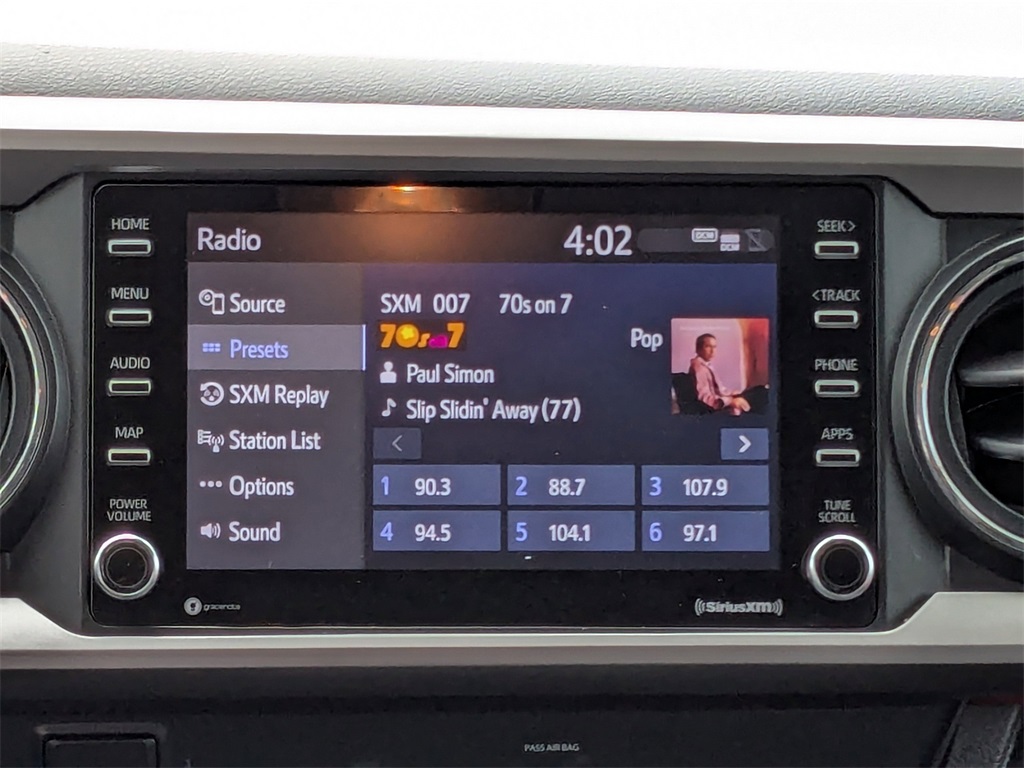 HOME
MENU
AUDIO
MAP
POWER
VOLUME
Radio
4:02
DCM
DCM
Source
Presets
SXM Replay
Station List
Options
Sound
SXM 007 70s on 7
70s 7
Pop
Paul Simon
Slip Slidin' Away (77)
<
>
1 90.3
2 88.7
3 107.9
4 94.5
5 104.1
6 97.1
SEEK >
< TRACK
PHONE
APPS
TUNE
SCROLL
g gracenote
((SiriusXM))
PASS AIR BAG